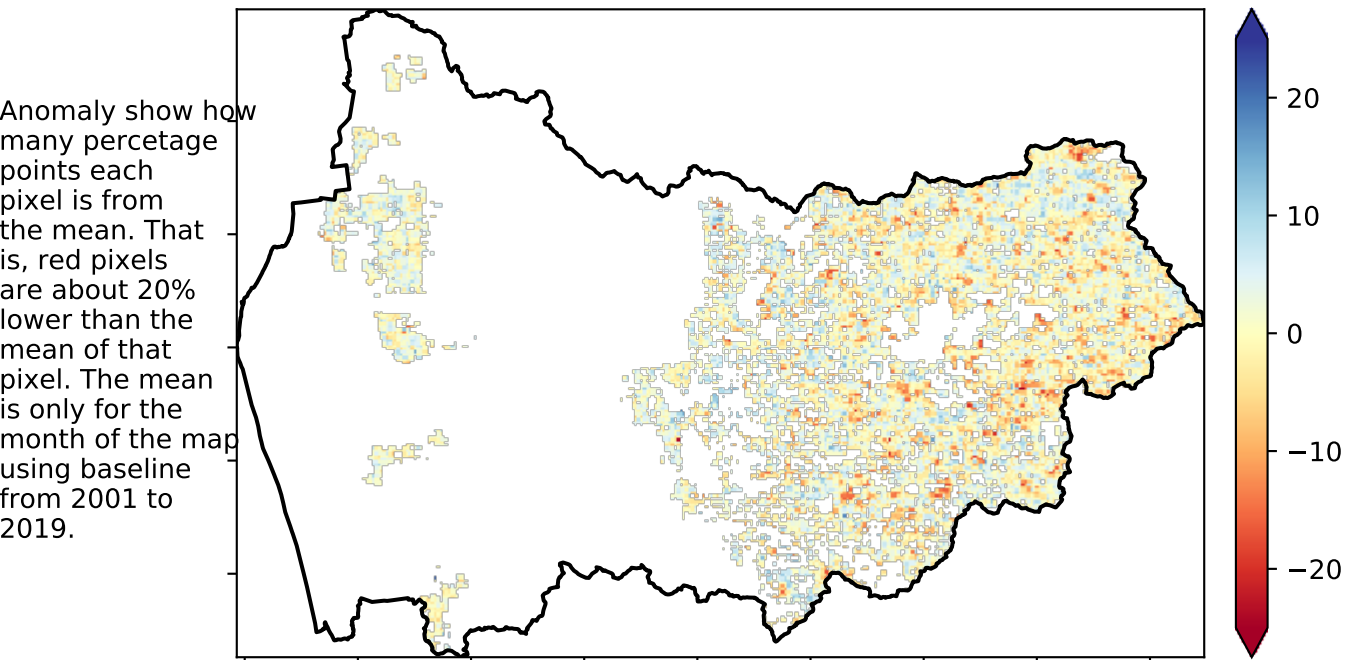 Anomaly show how
many percetage
points each
pixel is from
the mean. That
is, red pixels
are about 20%
lower than the
mean of that
pixel. The mean
is only for the
month of the map
using baseline
from 2001 to
2019.
20
10
0
−10
−20